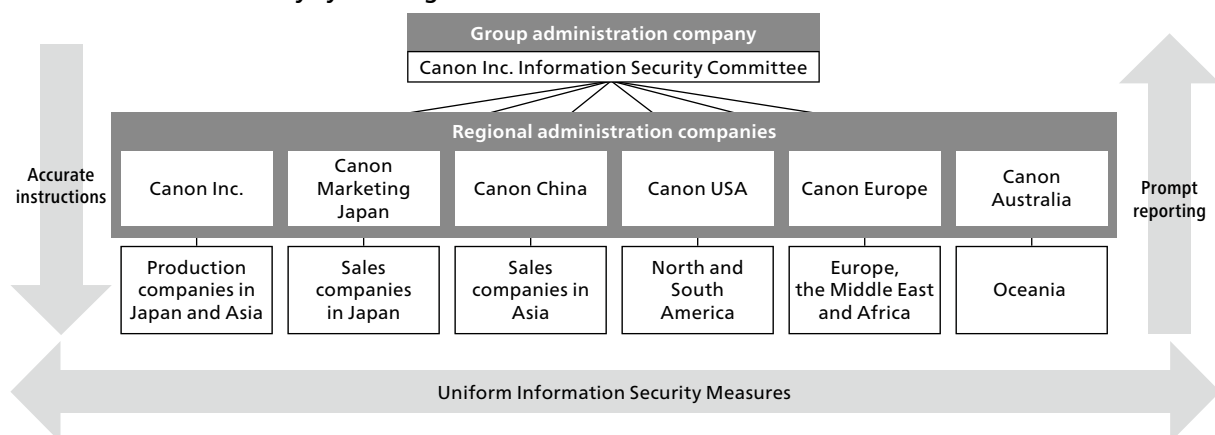 Group administration company
Canon Inc. Information Security Committee
Regional administration companies
Accurate
instructions
Canon Inc.
Canon
Marketing
Japan
Canon China
Canon USA
Canon Europe
Canon
Australia
Prompt
reporting
Production
companies in
Japan and Asia
Sales
companies
in Japan
Sales
companies in
Asia
North and
South
America
Europe,
the Middle East
and Africa
Oceania
Uniform Information Security Measures